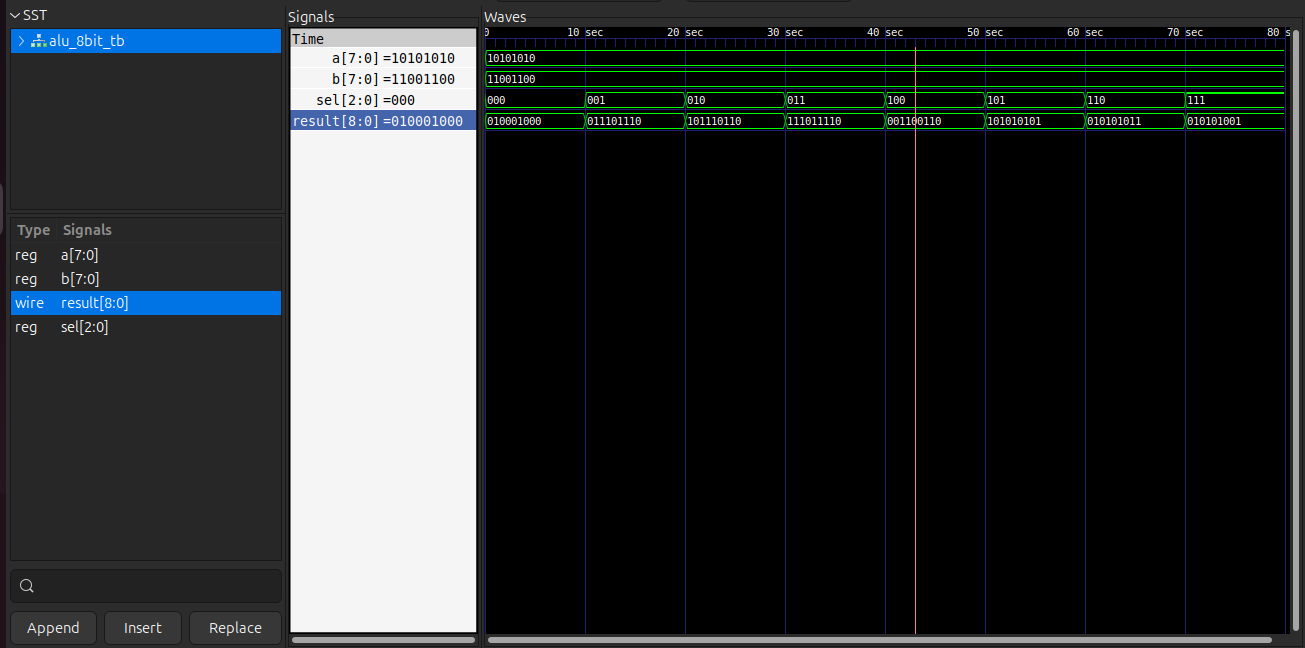 SST
alu_8bit_tb
Type Signals
reg a[7:0]
reg b[7:0]
wire result[8:0]
reg sel[2:0]
Append Insert Replace
Signals
Time
a[7:0] =10101010
b[7:0] =11001100
sel[2:0] =000
result[8:0] =010001000
Waves
0 10 sec 20 sec 30 sec 40 sec 50 sec 60 sec 70 sec 80 s
10101010
11001100
000 001 010 011 100 101 110 111
010001000 011101110 101110110 111011110 001100110 101010101 010101011 010101001